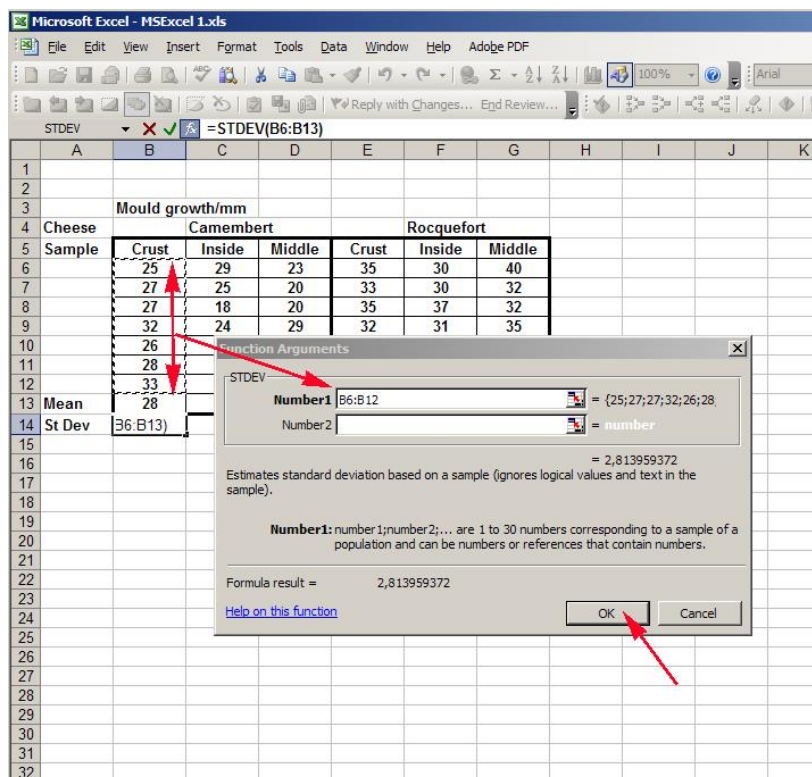 Microsoft Excel - MSExcel 1.xls
File Edit View Insert Format Tools Data Window Help Adobe PDF
100% Arial
Reply with Changes... End Review...
STDEV =STDEV(B6:B13)
A B C D E F G H I J K
1
2
3 Mould growth/mm
4 Cheese Camembert Rocquefort
5 Sample Crust Inside Middle Crust Inside Middle
6 25 29 23 35 30 40
7 27 25 20 33 30 32
8 27 18 20 35 37 32
9 32 24 29 32 31 35
10 26
11 28
12 33
13 Mean 28
14 St Dev B6:B13)
15
16
17
18
19
20
21
22
23
24
25
26
27
28
29
30
31
32
Function Arguments
STDEV
Number1 B6:B12 = {25;27;27;32;26;28;
Number2 = number
= 2,813959372
Estimates standard deviation based on a sample (ignores logical values and text in the
sample).
Number1: number1;number2;... are 1 to 30 numbers corresponding to a sample of a
population and can be numbers or references that contain numbers.
Formula result = 2,813959372
Help on this function OK Cancel